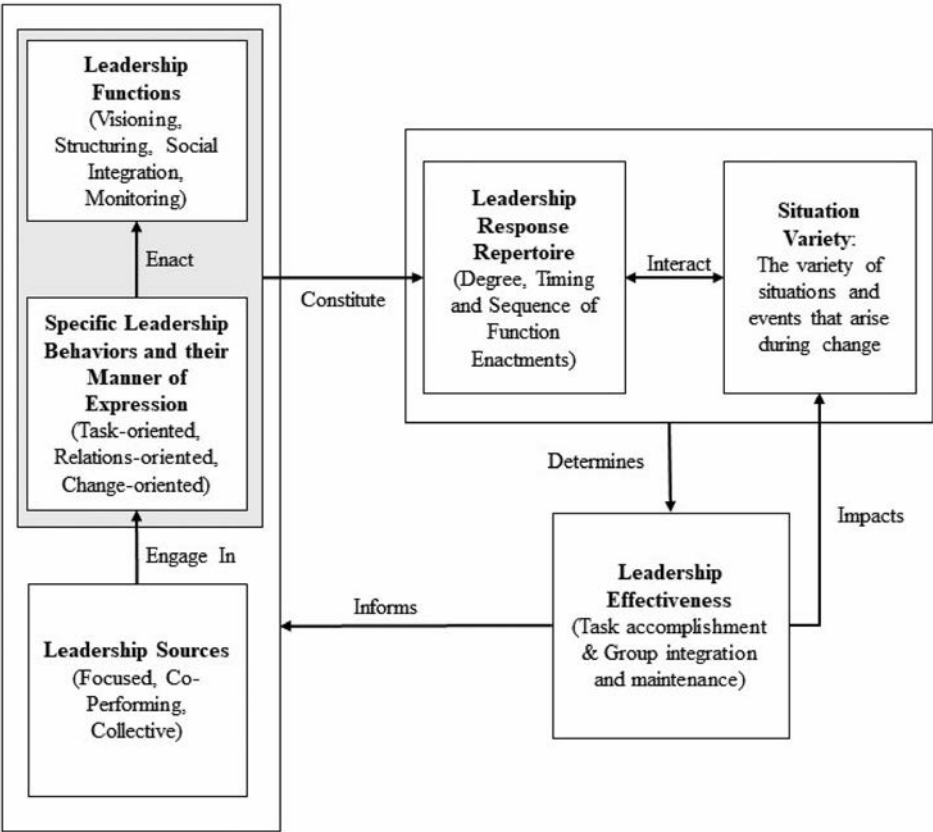 Leadership
Functions
(Visioning,
Structuring, Social
Integration,
Monitoring)
Enact
Specific Leadership
Behaviors and their
Manner of
Expression
(Task-oriented,
Relations-oriented,
Change-oriented)
Engage In
Leadership Sources
(Focused, Co-
Performing,
Collective)
Constitute
Leadership
Response
Repertoire
(Degree, Timing
and Sequence of
Function
Enactments)
Interact
Situation
Variety:
The variety of
situations and
events that arise
during change
Determines
Impacts
Leadership
Effectiveness
(Task accomplishment
& Group integration
and maintenance)
Informs